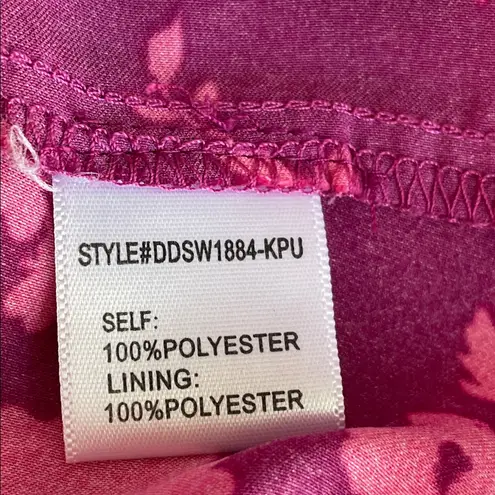 STYLE#DDSW1884-KPU
SELF:
100%POLYESTER
LINING:
100%POLYESTER